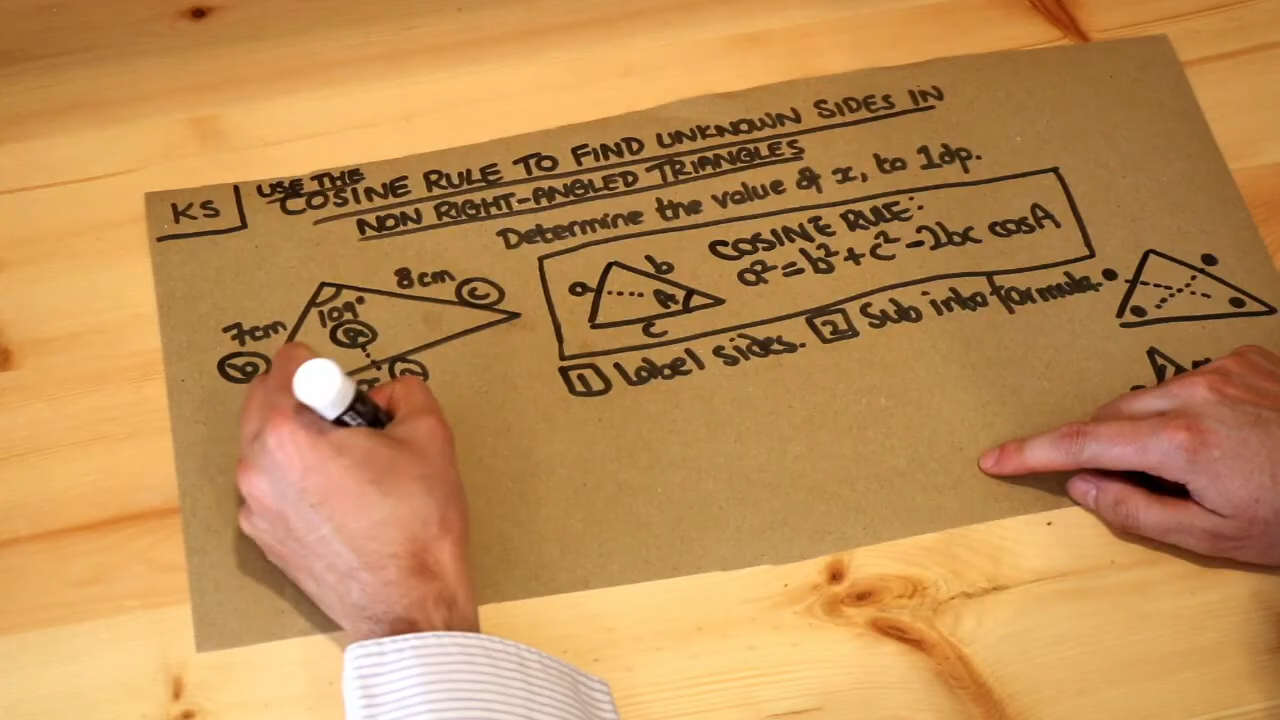 KS
USE THE
COSINE RULE TO FIND UNKNOWN SIDES IN
NON RIGHT-ANGLED TRIANGLES
Determine the value of x, to 1dp.
COSINE RULE:
a²=b²+c²-2bc cosA
a
b
A
c
8cm
c
109°
7cm
A
b
x
1 Label sides. 2 Sub into formula.